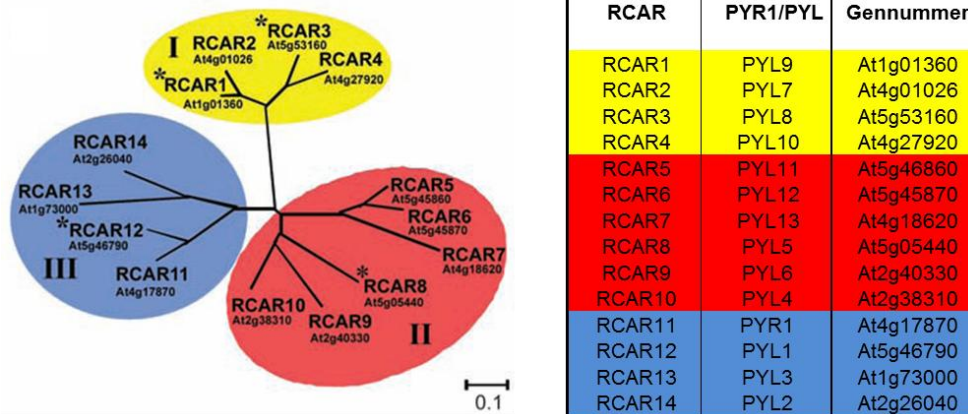 I
*RCAR3
At5g53160
RCAR2
At4g01026
RCAR4
At4g27920
*RCAR1
At1g01360
RCAR14
At2g26040
RCAR13
At1g73000
*RCAR12
At5g46790
III
RCAR11
At4g17870
RCAR5
At5g45860
RCAR6
At5g45870
RCAR7
At4g18620
*
RCAR8
At5g05440
RCAR10
At2g38310
RCAR9
At2g40330
II
0.1
RCAR PYR1/PYL Gennummer
RCAR1 PYL9 At1g01360
RCAR2 PYL7 At4g01026
RCAR3 PYL8 At5g53160
RCAR4 PYL10 At4g27920
RCAR5 PYL11 At5g46860
RCAR6 PYL12 At5g45870
RCAR7 PYL13 At4g18620
RCAR8 PYL5 At5g05440
RCAR9 PYL6 At2g40330
RCAR10 PYL4 At2g38310
RCAR11 PYR1 At4g17870
RCAR12 PYL1 At5g46790
RCAR13 PYL3 At1g73000
RCAR14 PYL2 At2g26040